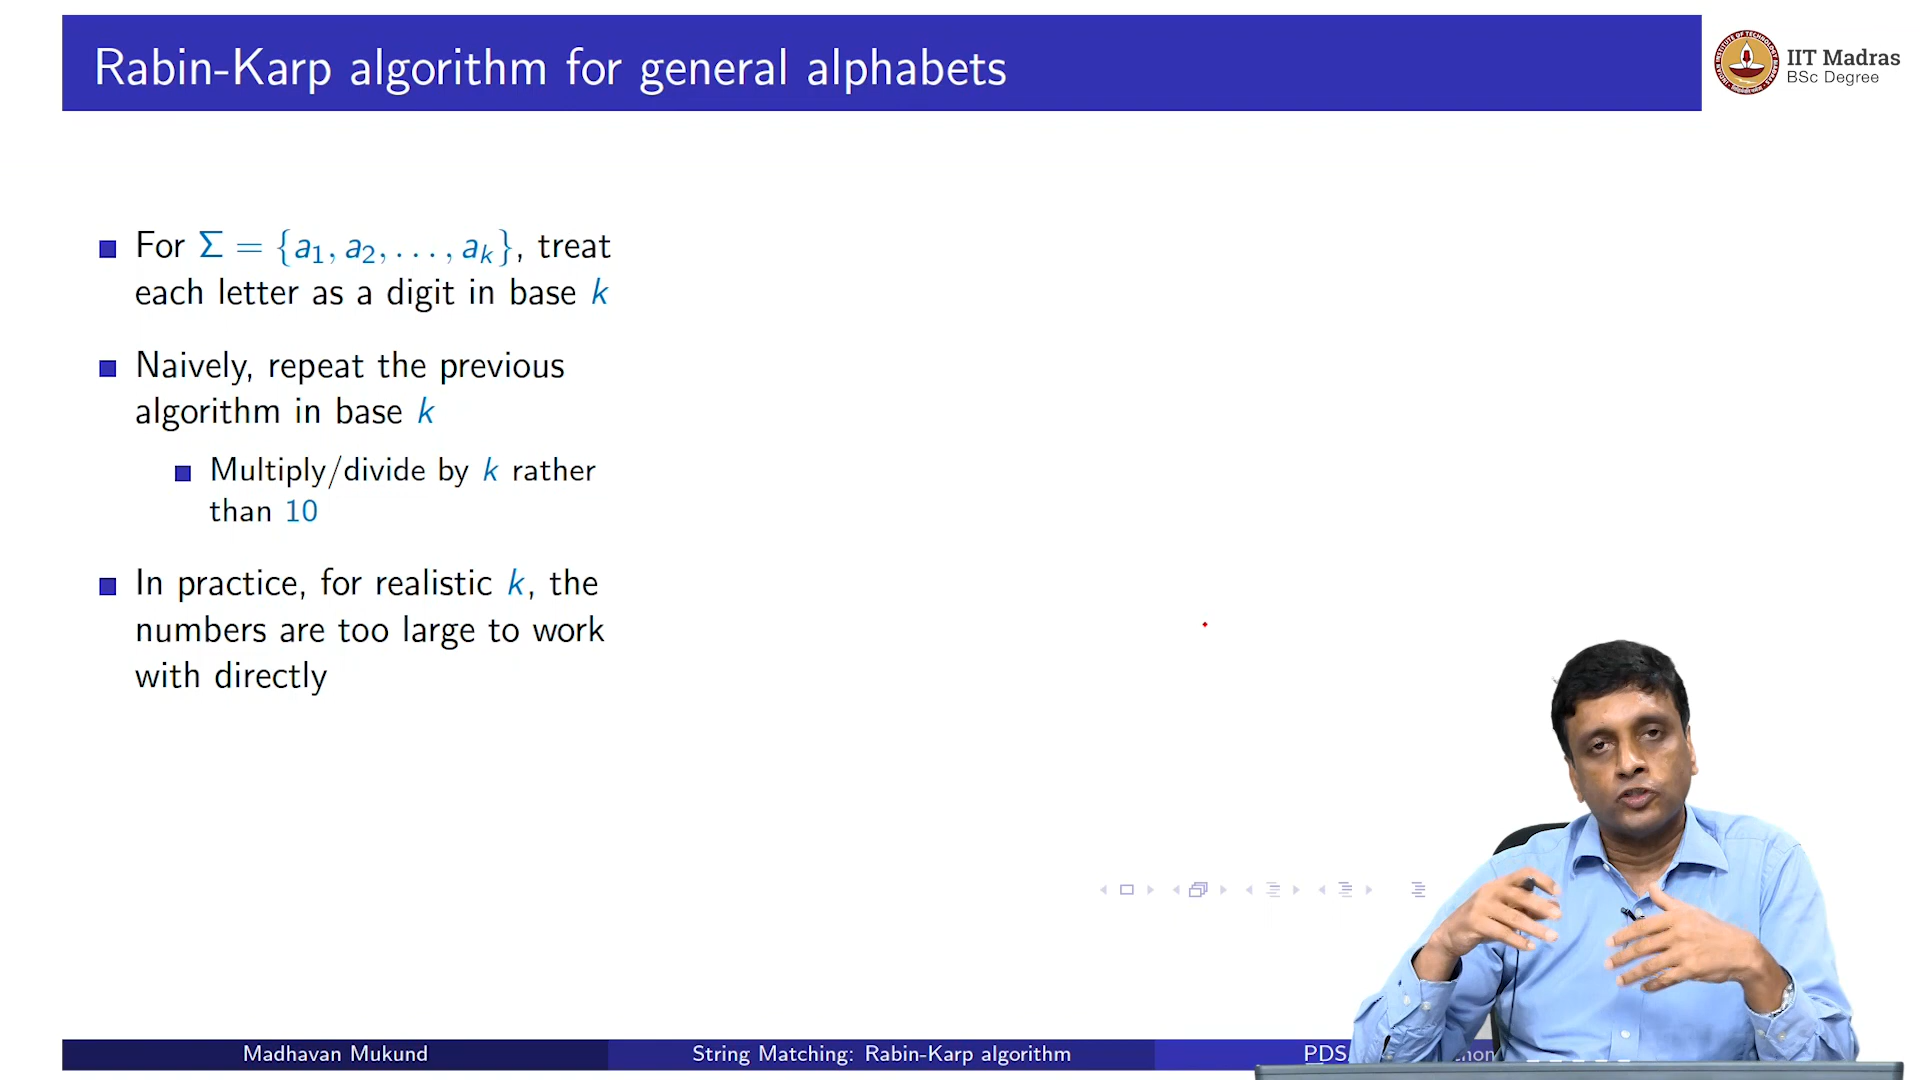 Rabin-Karp algorithm for general alphabets
IIT Madras
BSc Degree
For Σ = {a₁, a₂, . . . , aₖ}, treat
each letter as a digit in base k
Naively, repeat the previous
algorithm in base k
Multiply/divide by k rather
than 10
In practice, for realistic k, the
numbers are too large to work
with directly
Madhavan Mukund
String Matching: Rabin-Karp algorithm
PDS